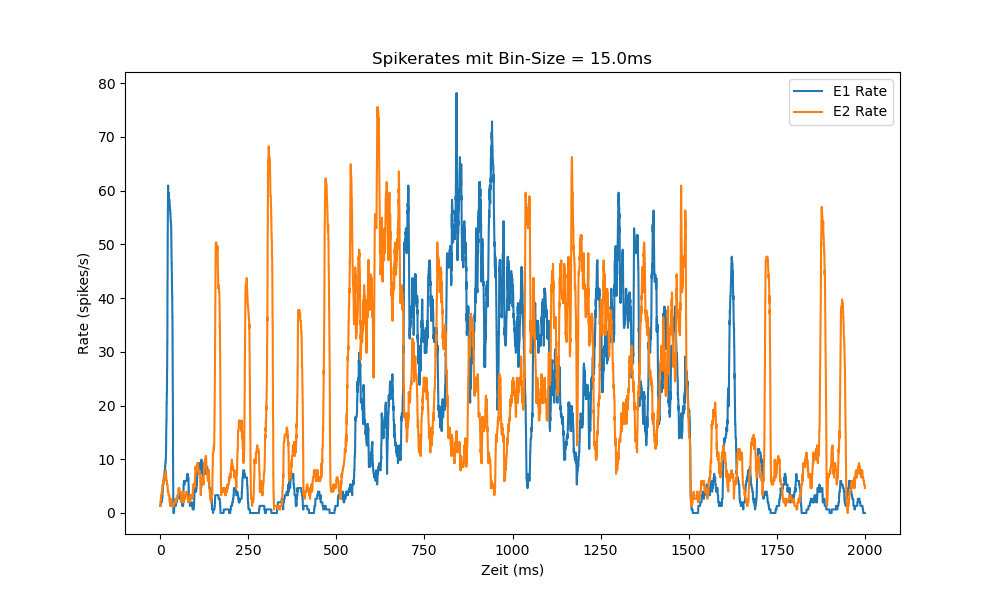 Spikerates mit Bin-Size = 15.0ms
E1 Rate
E2 Rate
80
70
60
50
40
30
20
10
0
Rate (spikes/s)
0 250 500 750 1000 1250 1500 1750 2000
Zeit (ms)